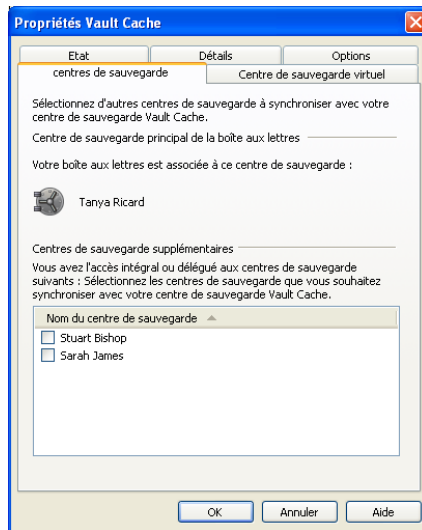 Propriétés Vault Cache
Etat Détails Options
centres de sauvegarde Centre de sauvegarde virtuel
Sélectionnez d'autres centres de sauvegarde à synchroniser avec votre
centre de sauvegarde Vault Cache.
Centre de sauvegarde principal de la boîte aux lettres
Votre boîte aux lettres est associée à ce centre de sauvegarde :
Tanya Ricard
Centres de sauvegarde supplémentaires
Vous avez l'accès intégral ou délégué aux centres de sauvegarde
suivants : Sélectionnez les centres de sauvegarde que vous souhaitez
synchroniser avec votre centre de sauvegarde Vault Cache.
Nom du centre de sauvegarde
Stuart Bishop
Sarah James
OK Annuler Aide